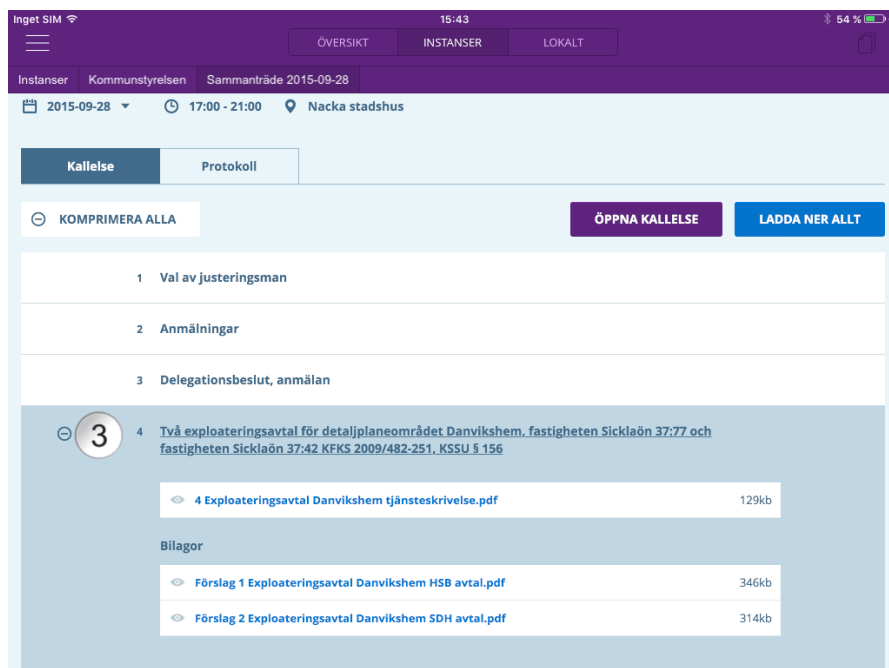 Inget SIM 15:43 54 %
ÖVERSIKT INSTANSER LOKALT
Instanser Kommunstyrelsen Sammanträde 2015-09-28
2015-09-28 17:00 - 21:00 Nacka stadshus
Kallelse Protokoll
KOMPRIMERA ALLA ÖPPNA KALLELSE LADDA NER ALLT
1 Val av justeringsman
2 Anmälningar
3 Delegationsbeslut, anmälan
3 4 Två exploateringsavtal för detaljplaneområdet Danvikshem, fastigheten Sicklaön 37:77 och
fastigheten Sicklaön 37:42 KFKS 2009/482-251, KSSU § 156
4 Exploateringsavtal Danvikshem tjänsteskrivelse.pdf 129kb
Bilagor
Förslag 1 Exploateringsavtal Danvikshem HSB avtal.pdf 346kb
Förslag 2 Exploateringsavtal Danvikshem SDH avtal.pdf 314kb